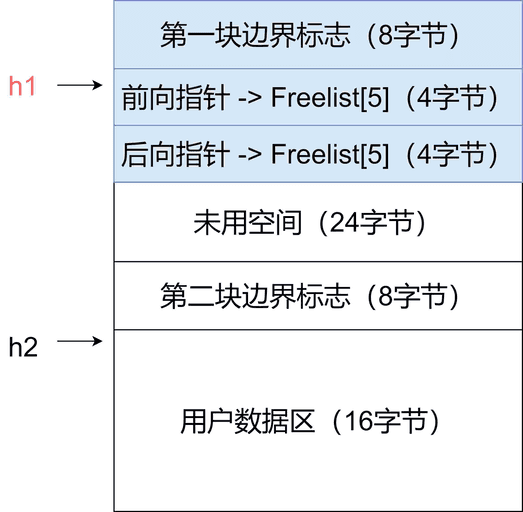 第一块边界标志（8字节）
h1
前向指针 -> Freelist[5]（4字节）
后向指针 -> Freelist[5]（4字节）
未用空间（24字节）
第二块边界标志（8字节）
h2
用户数据区（16字节）